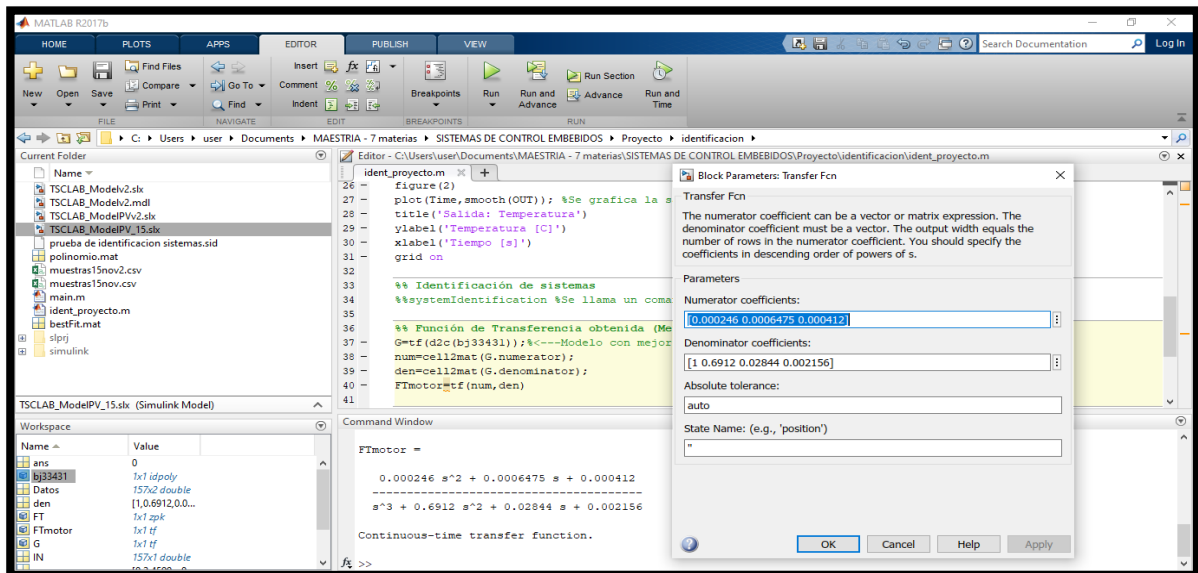 MATLAB R2017b
HOME PLOTS APPS EDITOR PUBLISH VIEW Search Documentation Log In
New Open Save Find Files Compare Print Go To Find Insert fx Comment Indent Breakpoints Run Run and Advance Run Section Advance Run and Time
FILE NAVIGATE EDIT BREAKPOINTS RUN
C: Users user Documents MAESTRIA - 7 materias SISTEMAS DE CONTROL EMBEBIDOS Proyecto identificacion
Current Folder
Name
TSCLAB_Modelv2.slx
TSCLAB_Modelv2.mdl
TSCLAB_ModelPVv2.slx
TSCLAB_ModelPV_15.slx
prueba de identificacion sistemas.sid
polinomio.mat
muestras15nov2.csv
muestras15nov.csv
main.m
ident_proyecto.m
bestFit.mat
slprj
simulink
TSCLAB_ModelPV_15.slx (Simulink Model)
Workspace
Name Value
ans 0
bj33431 1x1 idpoly
Datos 157x2 double
den [1,0.6912,0.0...
FT 1x1 zpk
FTmotor 1x1 tf
G 1x1 tf
IN 157x1 double
Editor - C:\Users\user\Documents\MAESTRIA - 7 materias\SISTEMAS DE CONTROL EMBEBIDOS\Proyecto\identificacion\ident_proyecto.m
ident_proyecto.m
26 - figure(2)
27 - plot(Time,smooth(OUT)); %Se grafica la s
28 - title('Salida: Temperatura')
29 - ylabel('Temperatura [C]')
30 - xlabel('Tiempo [s]')
31 - grid on
32
33 %% Identificación de sistemas
34 %%systemIdentification %Se llama un coma
35
36 %% Función de Transferencia obtenida (Me
37 - G=tf(d2c(bj33431));%<---Modelo con mejor
38 - num=cell2mat(G.numerator);
39 - den=cell2mat(G.denominator);
40 - FTmotor=tf(num,den)
41
Command Window
FTmotor =
0.000246 s^2 + 0.0006475 s + 0.000412
---------------------------------------
s^3 + 0.6912 s^2 + 0.02844 s + 0.002156
Continuous-time transfer function.
fx >>
Block Parameters: Transfer Fcn
Transfer Fcn
The numerator coefficient can be a vector or matrix expression. The
denominator coefficient must be a vector. The output width equals the
number of rows in the numerator coefficient. You should specify the
coefficients in descending order of powers of s.
Parameters
Numerator coefficients:
[0.000246 0.0006475 0.000412]
Denominator coefficients:
[1 0.6912 0.02844 0.002156]
Absolute tolerance:
auto
State Name: (e.g., 'position')
''
OK Cancel Help Apply